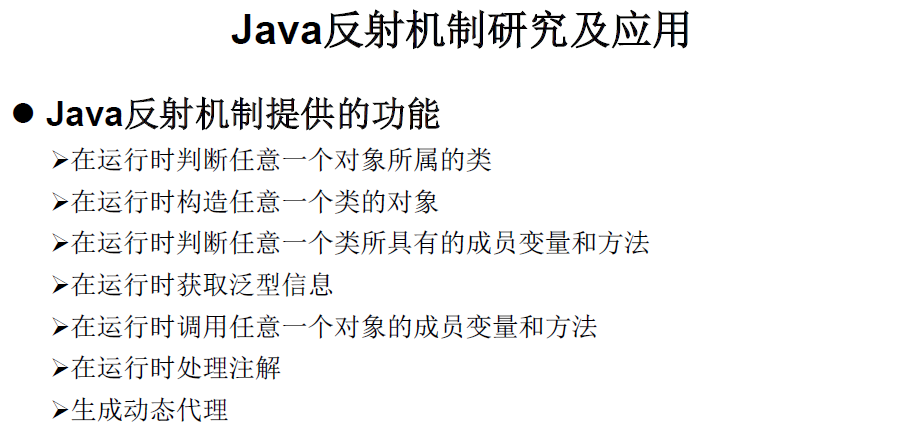 Java反射机制研究及应用
● Java反射机制提供的功能
➢在运行时判断任意一个对象所属的类
➢在运行时构造任意一个类的对象
➢在运行时判断任意一个类所具有的成员变量和方法
➢在运行时获取泛型信息
➢在运行时调用任意一个对象的成员变量和方法
➢在运行时处理注解
➢生成动态代理